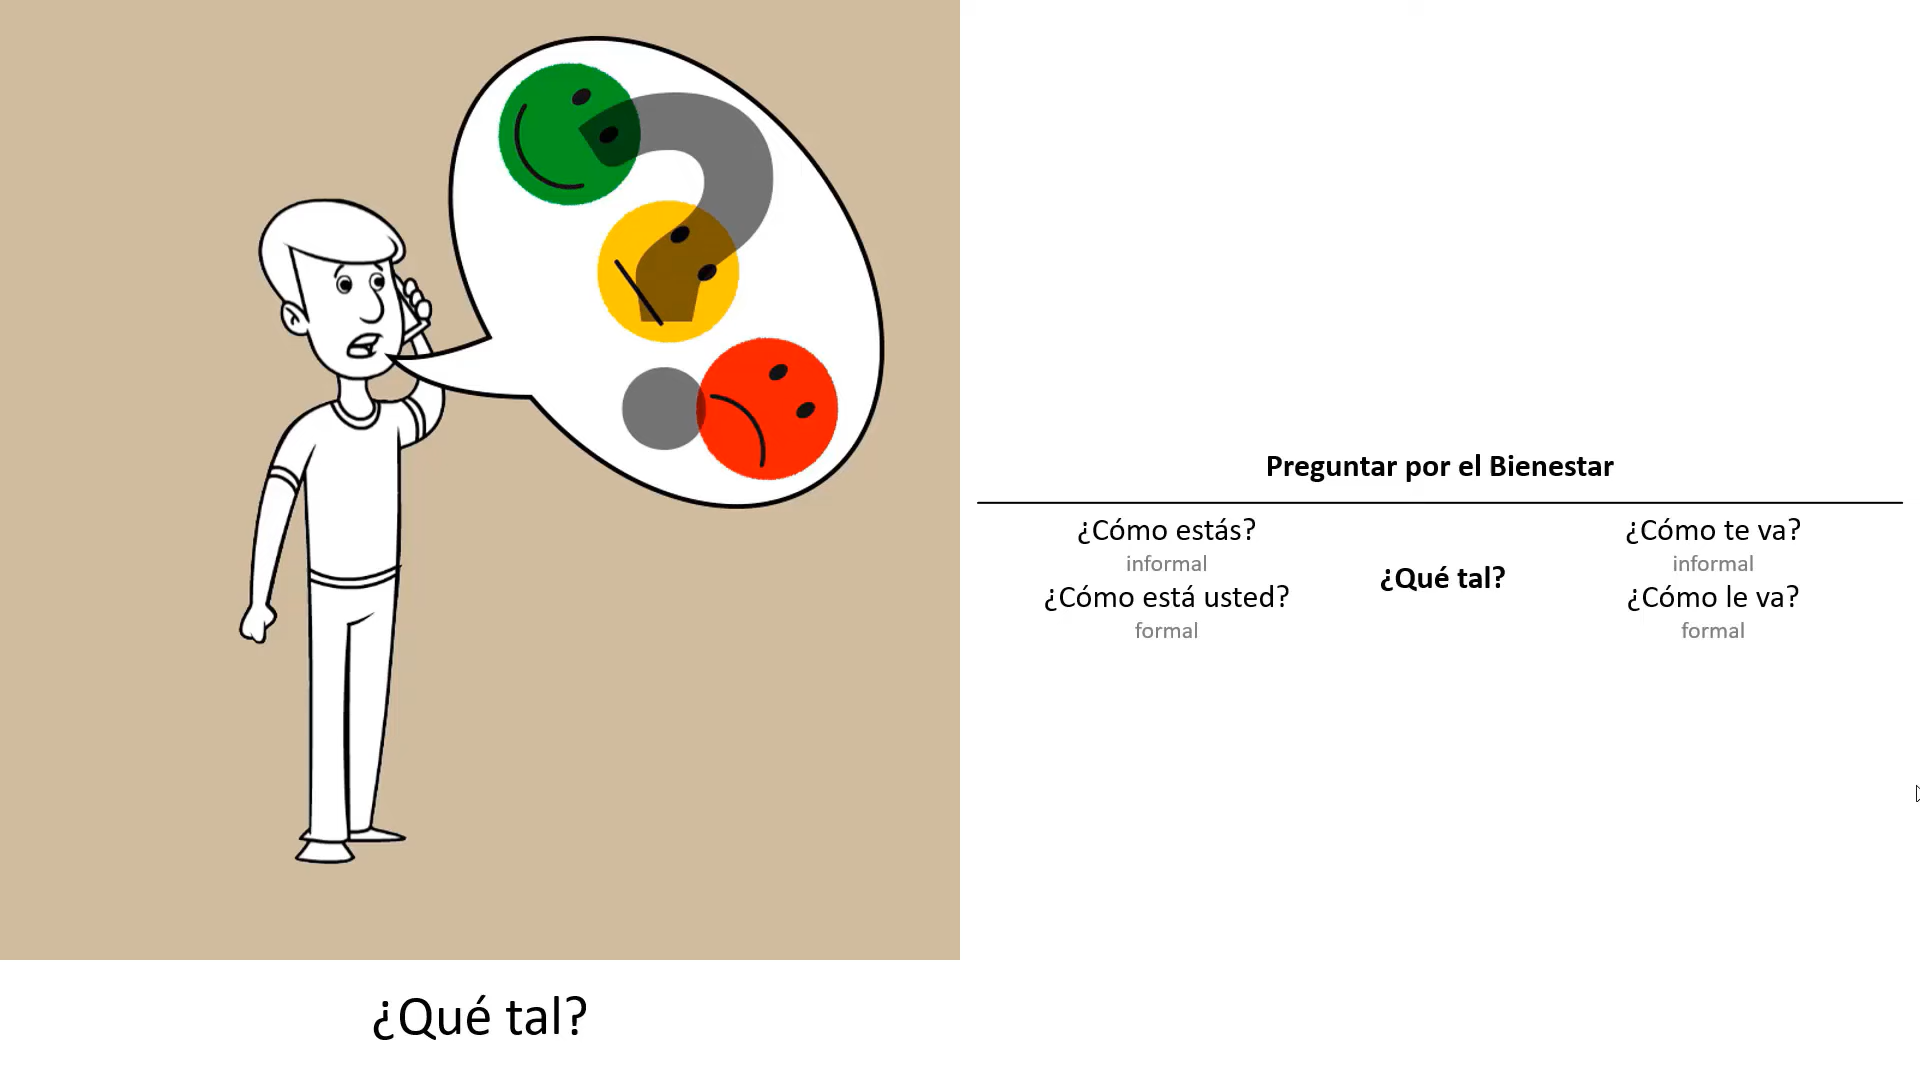 Preguntar por el Bienestar
¿Cómo estás?
informal
¿Cómo está usted?
formal
¿Qué tal?
¿Cómo te va?
informal
¿Cómo le va?
formal
¿Qué tal?